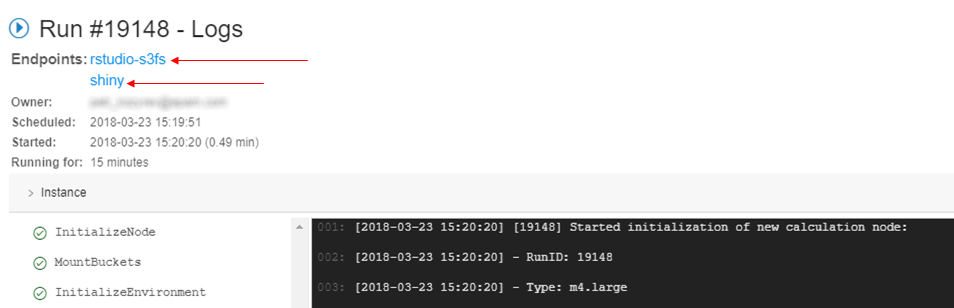 Run #19148 - Logs
Endpoints: rstudio-s3fs
shiny
Owner:
Scheduled: 2018-03-23 15:19:51
Started: 2018-03-23 15:20:20 (0.49 min)
Running for: 15 minutes
> Instance
InitializeNode
MountBuckets
InitializeEnvironment
001: [2018-03-23 15:20:20] [19148] Started initialization of new calculation node:
002: [2018-03-23 15:20:20] - RunID: 19148
003: [2018-03-23 15:20:20] - Type: m4.large